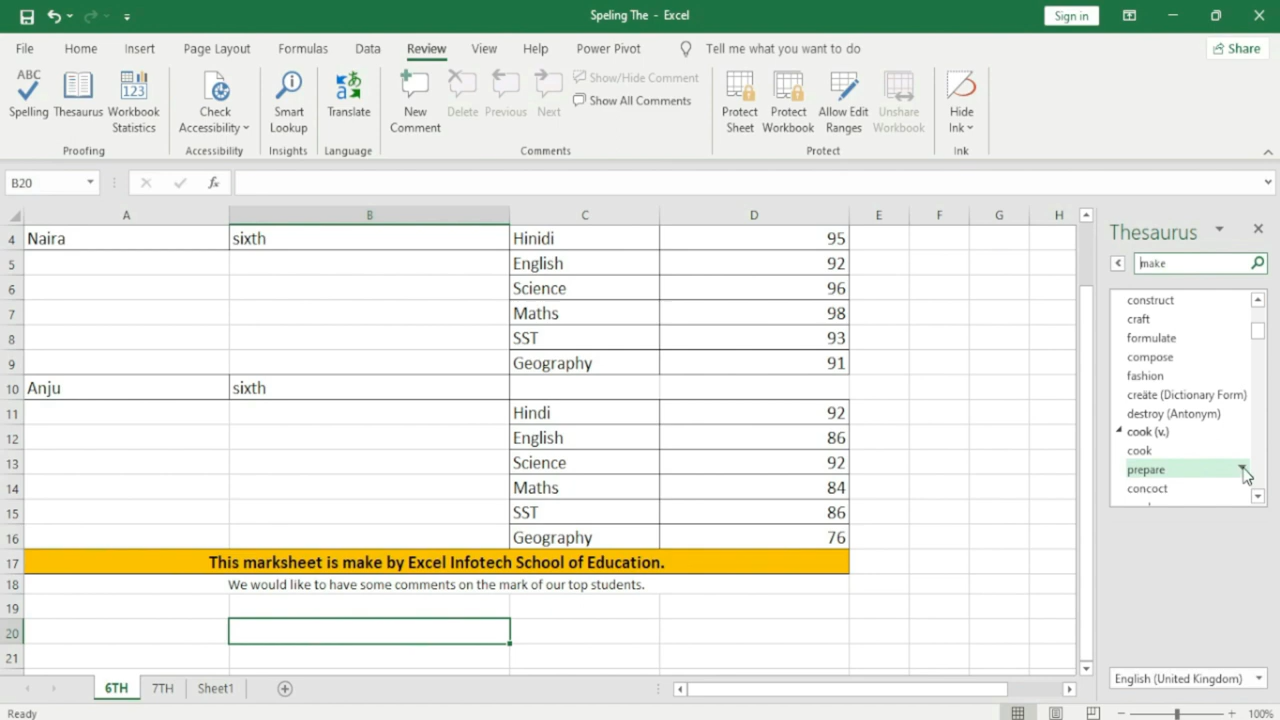 Speling The - Excel
Sign in
File Home Insert Page Layout Formulas Data Review View Help Power Pivot Tell me what you want to do Share
ABC
Spelling Thesaurus Workbook Statistics
123
Proofing
Check Accessibility
Accessibility
Smart Lookup
Insights
Translate
Language
New Comment Delete Previous Next
Show/Hide Comment
Show All Comments
Comments
Protect Sheet Protect Workbook Allow Edit Ranges Unshare Workbook
Protect
Hide Ink
Ink
B20 fx
A B C D E F G H
4 Naira sixth Hinidi 95
5 English 92
6 Science 96
7 Maths 98
8 SST 93
9 Geography 91
10 Anju sixth
11 Hindi 92
12 English 86
13 Science 92
14 Maths 84
15 SST 86
16 Geography 76
17 This marksheet is make by Excel Infotech School of Education.
18 We would like to have some comments on the mark of our top students.
19
20
21
Thesaurus
make
construct
craft
formulate
compose
fashion
create (Dictionary Form)
destroy (Antonym)
cook (v.)
cook
prepare
concoct
English (United Kingdom)
6TH 7TH Sheet1
Ready
100%